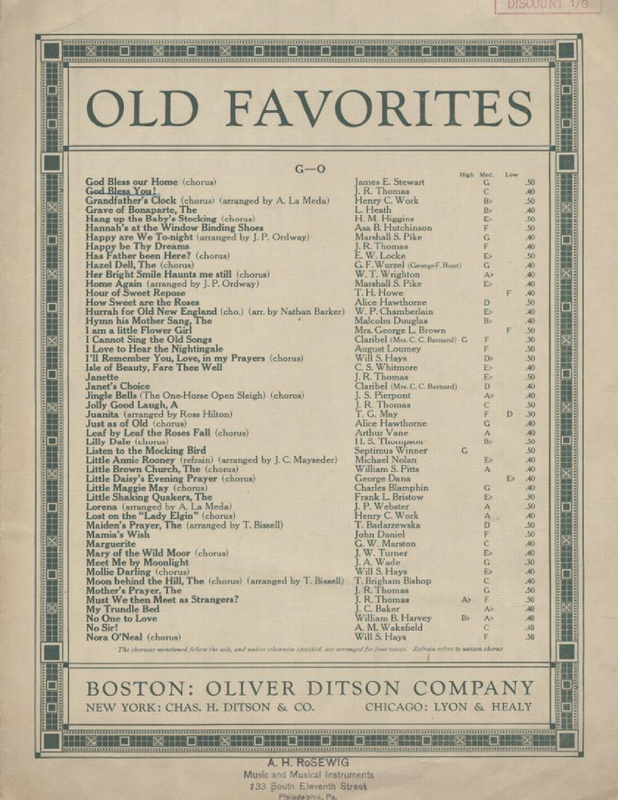 DISCOUNT 1/3
OLD FAVORITES
G—O
High Med. Low
God Bless our Home (chorus) James E. Stewart G .50
God Bless You! J. R. Thomas C .40
Grandfather's Clock (chorus) (arranged by A. La Meda) Henry C. Work B♭ .40
Grave of Bonaparte, The L. Heath B♭ .40
Hang up the Baby's Stocking (chorus) H. M. Higgins E♭ .50
Hannah's at the Window Binding Shoes Asa B. Hutchinson F .50
Happy are We To-night (arranged by J. P. Ordway) Marshall S. Pike G .40
Happy be Thy Dreams J. R. Thomas F .40
Has Father been Here? (chorus) E. W. Locke E♭ .50
Hazel Dell, The (chorus) G. F. Wurzel (George F. Root) G .40
Her Bright Smile Haunts me still (chorus) W. T. Wrighton A♭ .40
Home Again (arranged by J. P. Ordway) Marshall S. Pike E♭ .40
Hour of Sweet Repose T. H. Howe F .40
How Sweet are the Roses Alice Hawthorne D .50
Hurrah for Old New England (cho.) (arr. by Nathan Barker) W. P. Chamberlain E♭ .40
Hymn his Mother Sang, The Malcolm Douglas B♭ .40
I am a little Flower Girl Mrs. George L. Brown F .50
I Cannot Sing the Old Songs Claribel (Mrs. C. C. Barnard) G F .30
I Love to Hear the Nightingale August Loumey F .50
I'll Remember You, Love, in my Prayers (chorus) Will S. Hays D♭ .50
Isle of Beauty, Fare Thee Well C. S. Whitmore E♭ .40
Janette J. R. Thomas E♭ .50
Janet's Choice Claribel (Mrs. C. C. Barnard) D .40
Jingle Bells (The One-Horse Open Sleigh) (chorus) J. S. Pierpont A♭ .40
Jolly Good Laugh, A J. R. Thomas C .50
Juanita (arranged by Ross Hilton) T. G. May F D .30
Just as of Old (chorus) Alice Hawthorne G .40
Leaf by Leaf the Roses Fall (chorus) Arthur Vane A .40
Lilly Dale (chorus) H. S. Thompson B♭ .50
Listen to the Mocking Bird Septimus Winner G .50
Little Annie Rooney (refrain) (arranged by J. C. Mayseder) Michael Nolan E♭ .40
Little Brown Church, The (chorus) William S. Pitts A .40
Little Daisy's Evening Prayer (chorus) George Dana E♭ .40
Little Maggie May (chorus) Charles Blamphin G .40
Little Shaking Quakers, The Frank L. Bristow E♭ .30
Lorena (arranged by A. La Meda) J. P. Webster A .50
Lost on the "Lady Elgin" (chorus) Henry C. Work A .40
Maiden's Prayer, The (arranged by T. Bissell) T. Badarzewska D .50
Mamia's Wish John Daniel F .50
Marguerite G. W. Marston C .40
Mary of the Wild Moor (chorus) J. W. Turner E♭ .40
Meet Me by Moonlight J. A. Wade G .30
Mollie Darling (chorus) Will S. Hays E♭ .40
Moon behind the Hill, The (chorus) (arranged by T. Bissell) T. Brigham Bishop C .40
Mother's Prayer, The J. R. Thomas G .50
Must We then Meet as Strangers? J. R. Thomas A♭ F .50
My Trundle Bed J. C. Baker A♭ .40
No One to Love William B. Harvey B♭ A♭ .40
No Sir! A. M. Wakefield C .40
Nora O'Neal (chorus) Will S. Hays F .50
The choruses mentioned follow the solo, and unless otherwise specified, are arranged for four voices. Refrain refers to unison chorus
BOSTON: OLIVER DITSON COMPANY
NEW YORK: CHAS. H. DITSON & CO. CHICAGO: LYON & HEALY
A. H. RoSEWIG
Music and Musical Instruments
133 South Eleventh Street
Philadelphia, Pa.